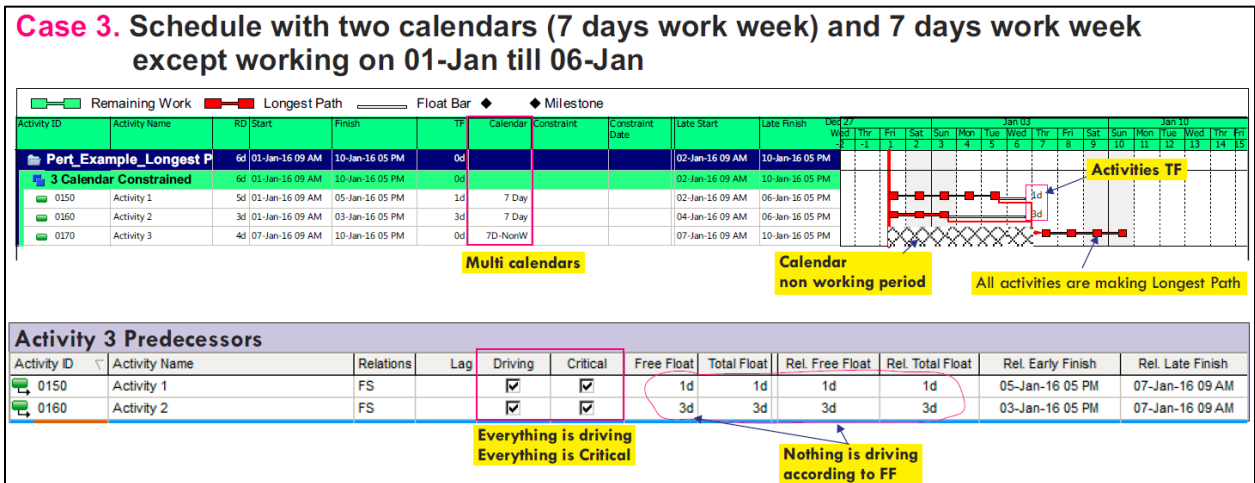 Case 3. Schedule with two calendars (7 days work week) and 7 days work week
except working on 01-Jan till 06-Jan
Remaining Work Longest Path Float Bar Milestone
Activity ID Activity Name RD Start Finish TF Calendar Constraint Constraint Date Late Start Late Finish Dec 27 Jan 03 Jan 10
Wed Thr Fri Sat Sun Mon Tue Wed Thr Fri Sat Sun Mon Tue Wed Thr Fri
-2 -1 1 2 3 4 5 6 7 8 9 10 11 12 13 14 15
Pert_Example_Longest P 6d 01-Jan-16 09 AM 10-Jan-16 05 PM 0d 02-Jan-16 09 AM 10-Jan-16 05 PM
3 Calendar Constrained 6d 01-Jan-16 09 AM 10-Jan-16 05 PM 0d 02-Jan-16 09 AM 10-Jan-16 05 PM
Activities TF
0150 Activity 1 5d 01-Jan-16 09 AM 05-Jan-16 05 PM 1d 7 Day 02-Jan-16 09 AM 06-Jan-16 05 PM 1d
0160 Activity 2 3d 01-Jan-16 09 AM 03-Jan-16 05 PM 3d 7 Day 04-Jan-16 09 AM 06-Jan-16 05 PM 3d
0170 Activity 3 4d 07-Jan-16 09 AM 10-Jan-16 05 PM 0d 7D-NonW 07-Jan-16 09 AM 10-Jan-16 05 PM
Multi calendars
Calendar
non working period
All activities are making Longest Path
Activity 3 Predecessors
Activity ID Activity Name Relations Lag Driving Critical Free Float Total Float Rel. Free Float Rel. Total Float Rel. Early Finish Rel. Late Finish
0150 Activity 1 FS 1d 1d 1d 1d 05-Jan-16 05 PM 07-Jan-16 09 AM
0160 Activity 2 FS 3d 3d 3d 3d 03-Jan-16 05 PM 07-Jan-16 09 AM
Everything is driving
Everything is Critical
Nothing is driving
according to FF